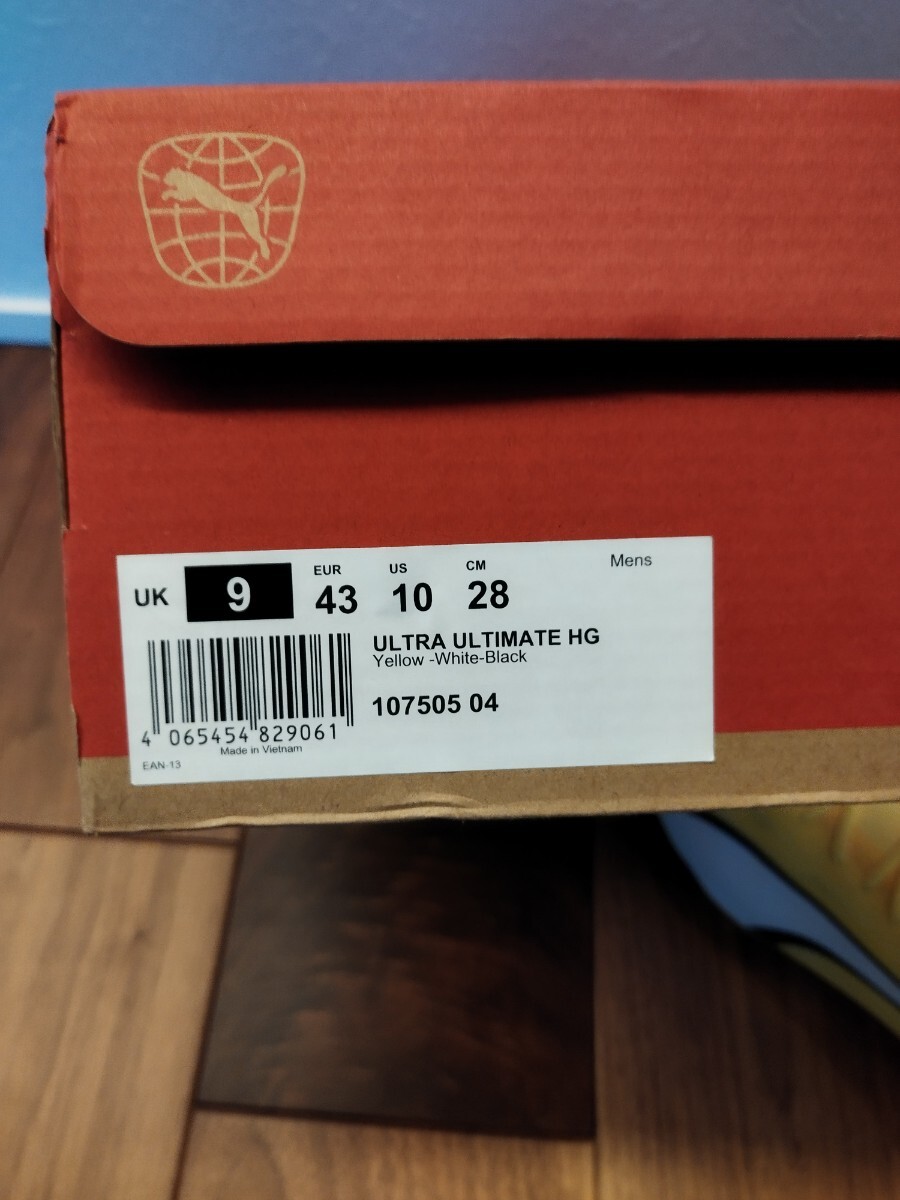 UK 9
EUR 43
US 10
CM 28
Mens
ULTRA ULTIMATE HG
Yellow -White-Black
107505 04
4 065454 829061
Made in Vietnam
EAN-13